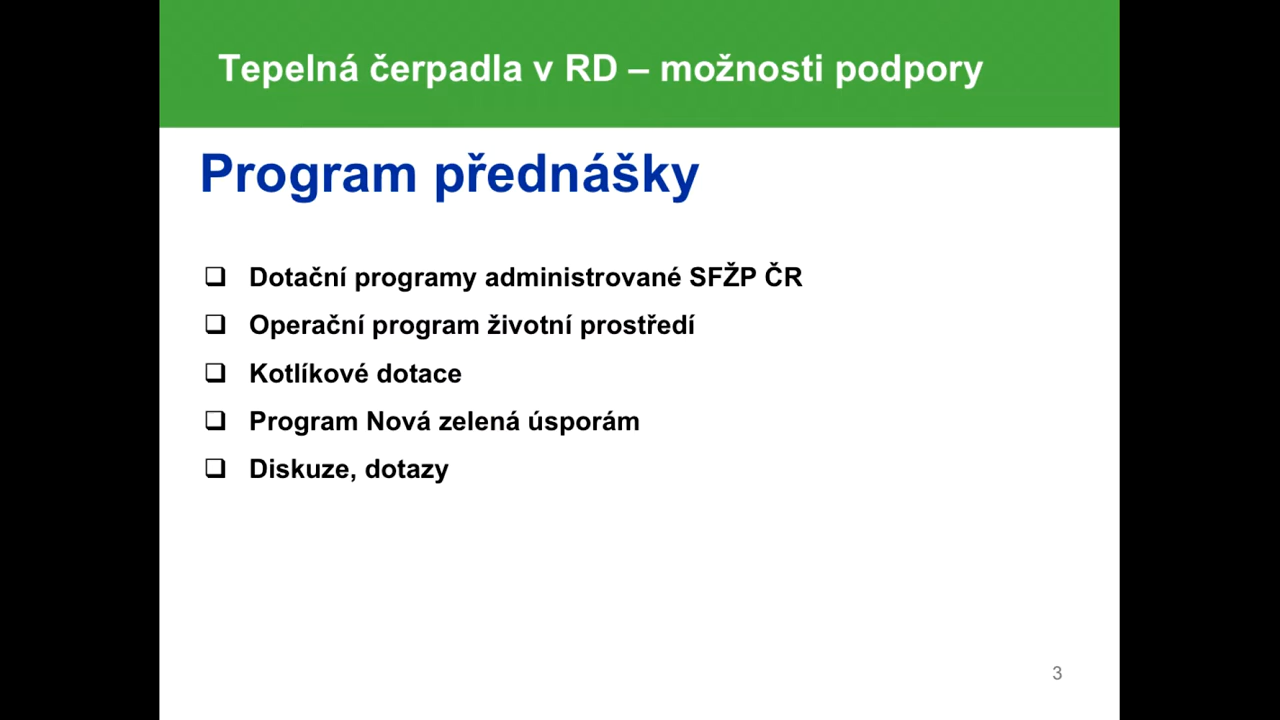 Tepelná čerpadla v RD – možnosti podpory
Program přednášky
❑ Dotační programy administrované SFŽP ČR
❑ Operační program životní prostředí
❑ Kotlíkové dotace
❑ Program Nová zelená úsporám
❑ Diskuze, dotazy
3